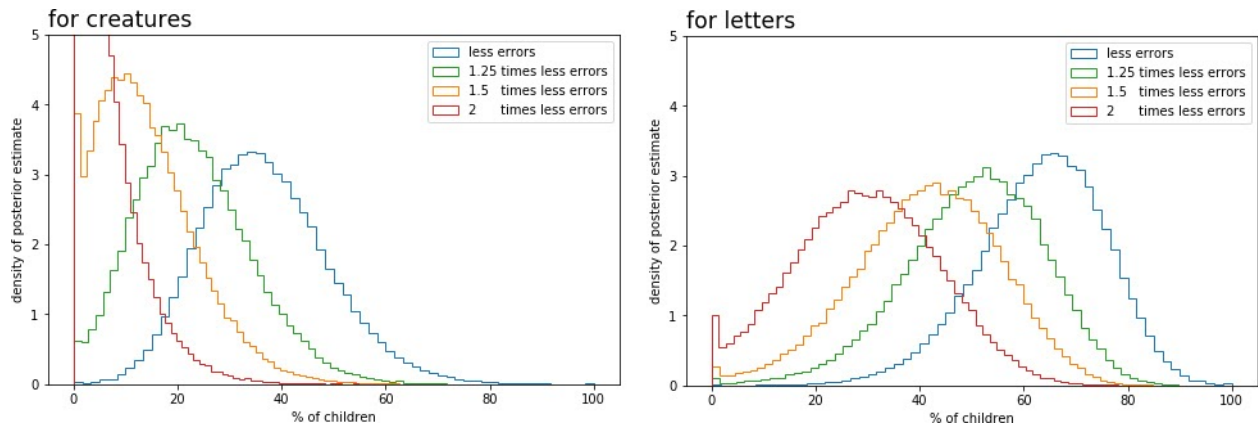 for creatures
5
4
3
2
1
0
density of posterior estimate
less errors
1.25 times less errors
1.5 times less errors
2 times less errors
0 20 40 60 80 100
% of children
for letters
5
4
3
2
1
0
density of posterior estimate
less errors
1.25 times less errors
1.5 times less errors
2 times less errors
0 20 40 60 80 100
% of children